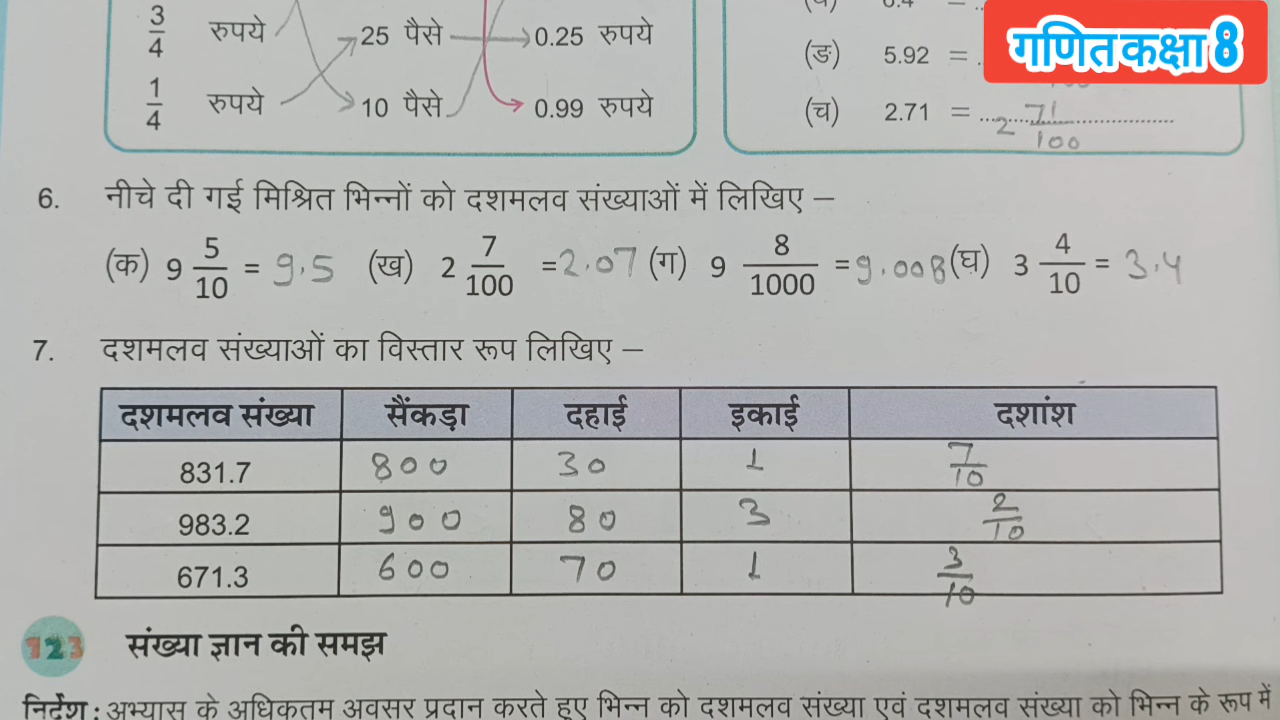 3/4 रुपये 25 पैसे 0.25 रुपये
1/4 रुपये 10 पैसे 0.99 रुपये
गणित कक्षा 8
(ङ) 5.92 =
(च) 2.71 = 2 71/100
6. नीचे दी गई मिश्रित भिन्नों को दशमलव संख्याओं में लिखिए –
(क) 9 5/10 = 9.5 (ख) 2 7/100 = 2.07 (ग) 9 8/1000 = 9.008 (घ) 3 4/10 = 3.4
7. दशमलव संख्याओं का विस्तार रूप लिखिए –
दशमलव संख्या सैंकड़ा दहाई इकाई दशांश
831.7 800 30 1 7/10
983.2 900 80 3 2/10
671.3 600 70 1 3/10
123 संख्या ज्ञान की समझ
निर्देश : अभ्यास के अधिकतम अवसर प्रदान करते हुए भिन्न को दशमलव संख्या एवं दशमलव संख्या को भिन्न के रूप में